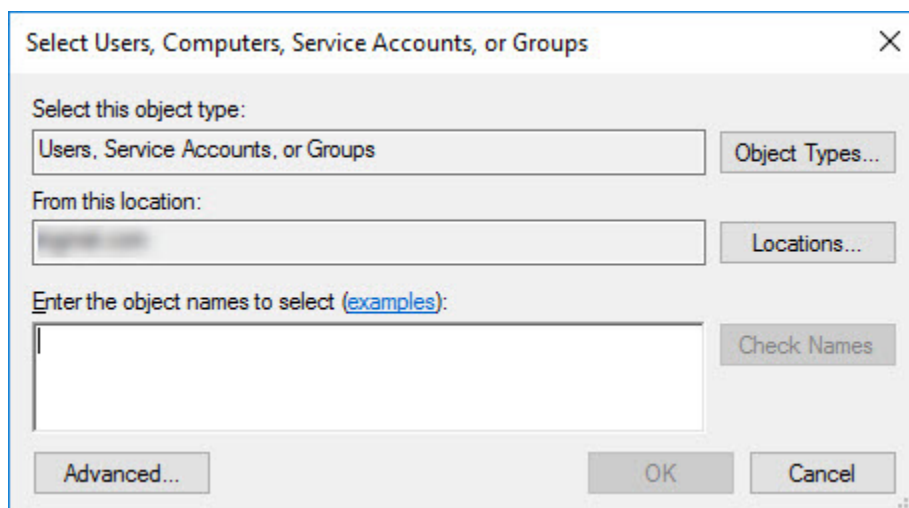 Select Users, Computers, Service Accounts, or Groups
Select this object type:
Users, Service Accounts, or Groups
Object Types...
From this location:
Locations...
Enter the object names to select (examples):
Check Names
Advanced...
OK
Cancel